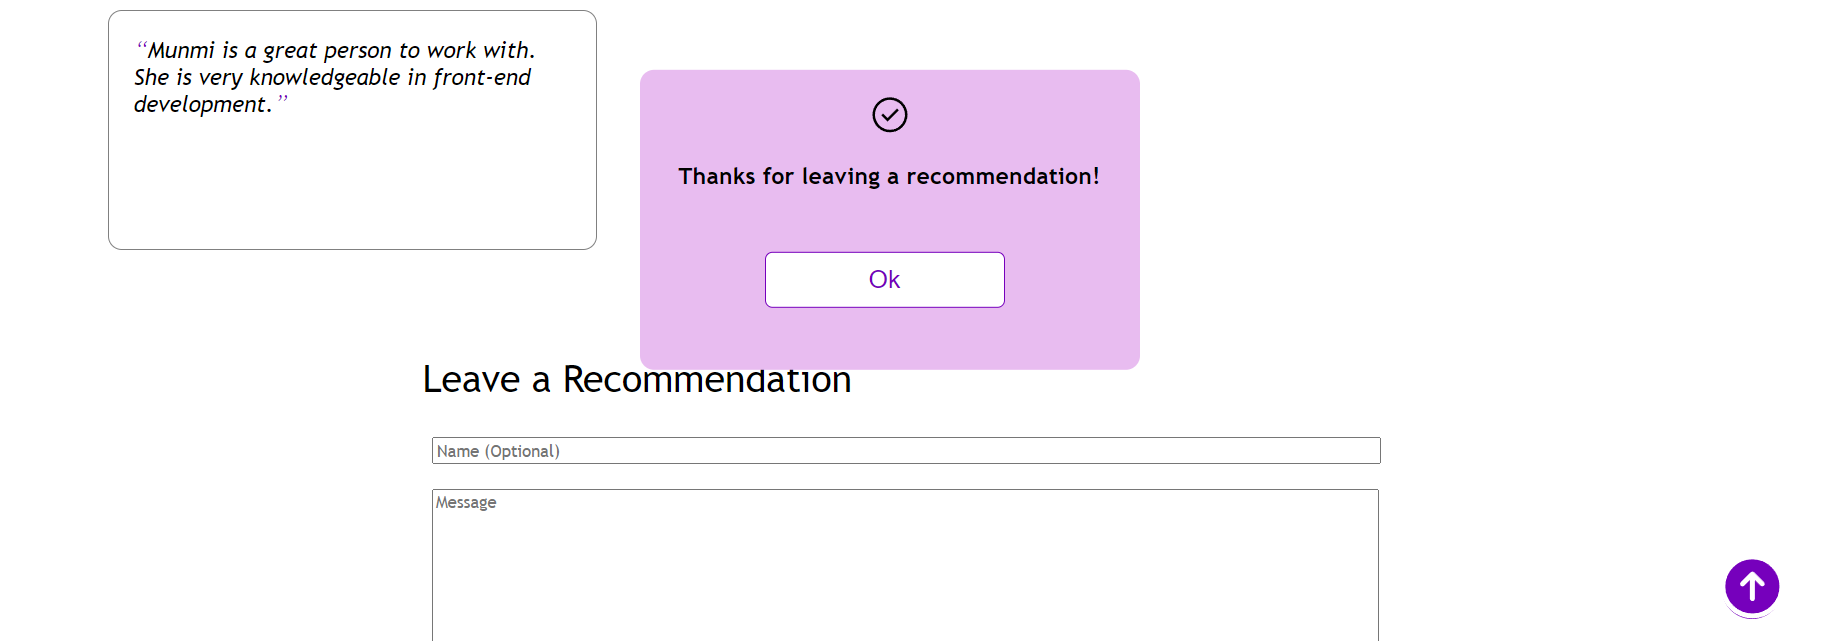 “Munmi is a great person to work with.
She is very knowledgeable in front-end
development.”
Thanks for leaving a recommendation!
Ok
Leave a Recommendation
Name (Optional)
Message